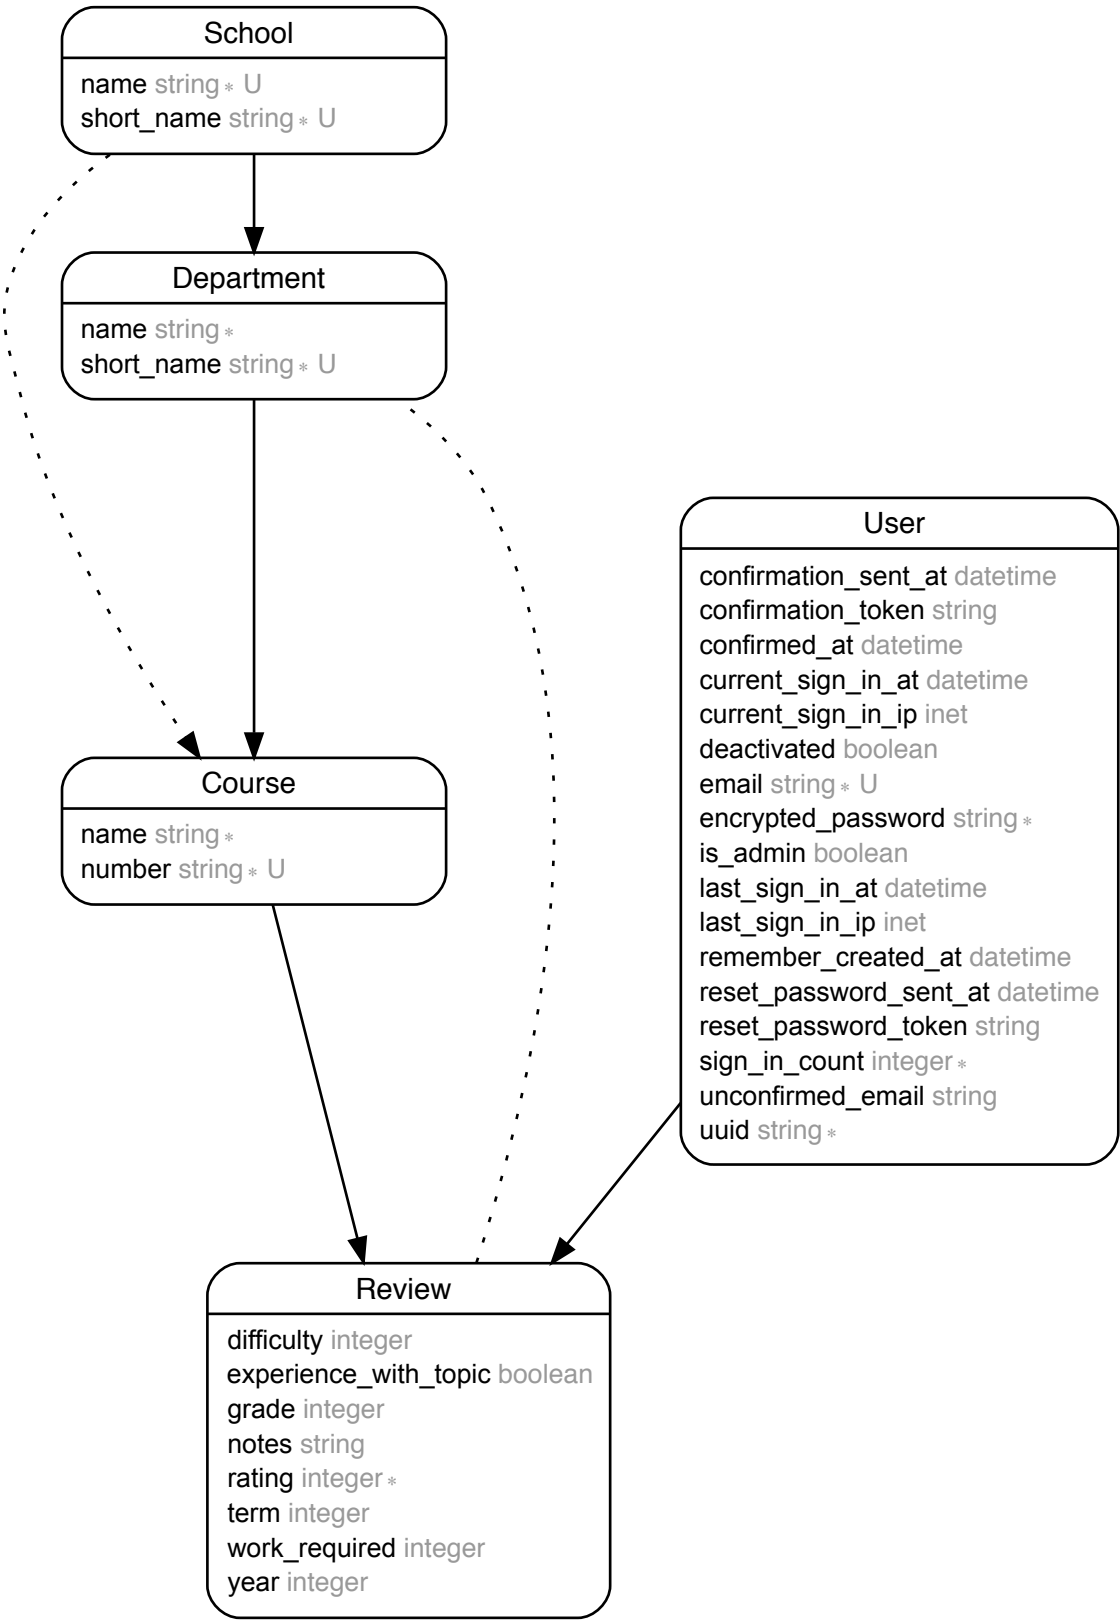 School
name string∗ U
short_name string∗ U
Department
name string∗
short_name string∗ U
Course
name string∗
number string∗ U
User
confirmation_sent_at datetime
confirmation_token string
confirmed_at datetime
current_sign_in_at datetime
current_sign_in_ip inet
deactivated boolean
email string∗ U
encrypted_password string∗
is_admin boolean
last_sign_in_at datetime
last_sign_in_ip inet
remember_created_at datetime
reset_password_sent_at datetime
reset_password_token string
sign_in_count integer∗
unconfirmed_email string
uuid string∗
Review
difficulty integer
experience_with_topic boolean
grade integer
notes string
rating integer∗
term integer
work_required integer
year integer